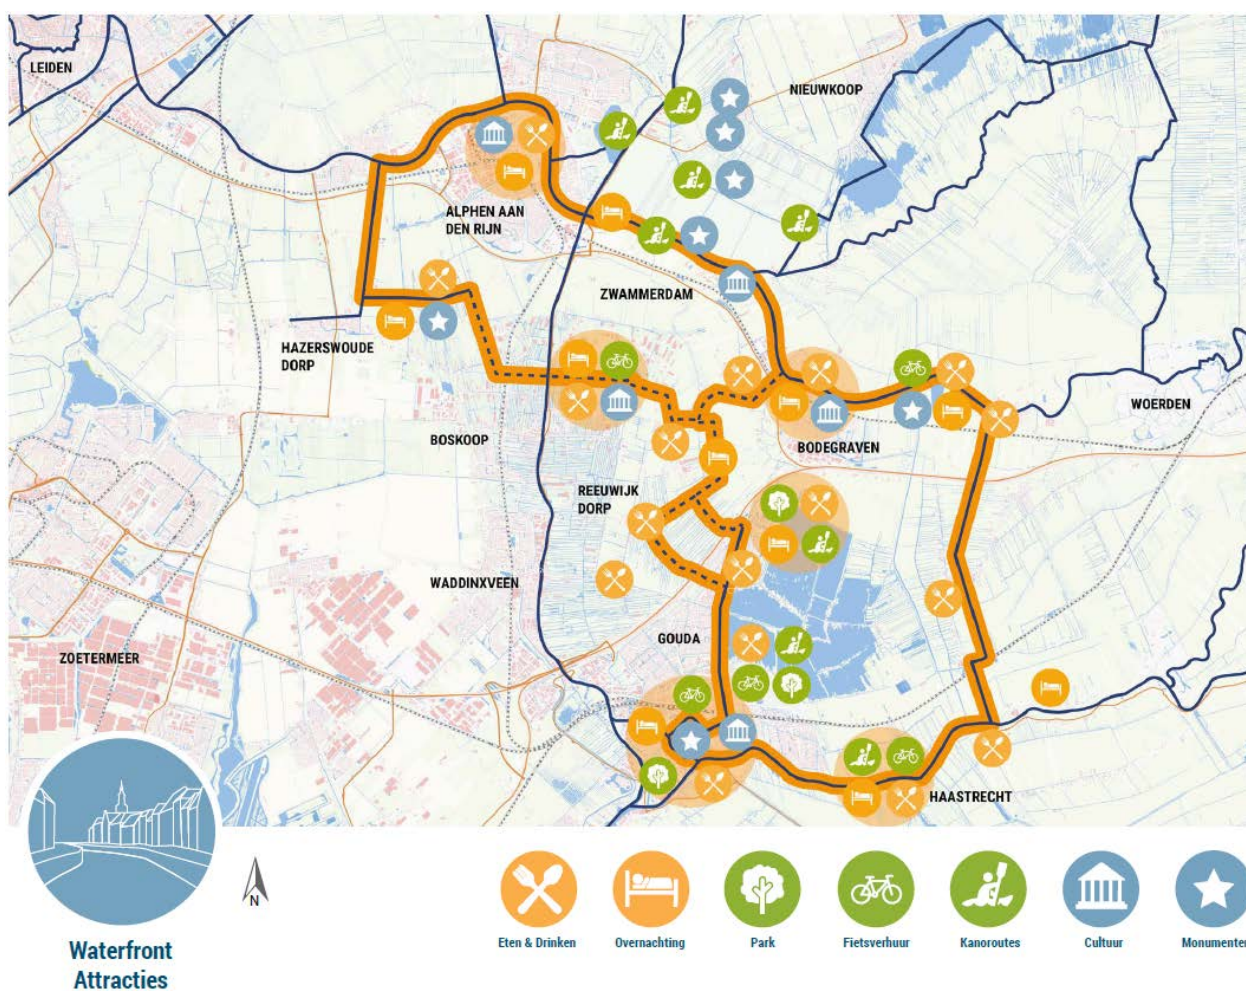 LEIDEN
NIEUWKOOP
ALPHEN AAN
DEN RIJN
ZWAMMERDAM
HAZERSWOUDE
DORP
WOERDEN
BOSKOOP
BODEGRAVEN
REEUWIJK
DORP
WADDINXVEEN
GOUDA
ZOETERMEER
HAASTRECHT
N
Waterfront
Attracties
Eten & Drinken
Overnachting
Park
Fietsverhuur
Kanoroutes
Cultuur
Monumenten